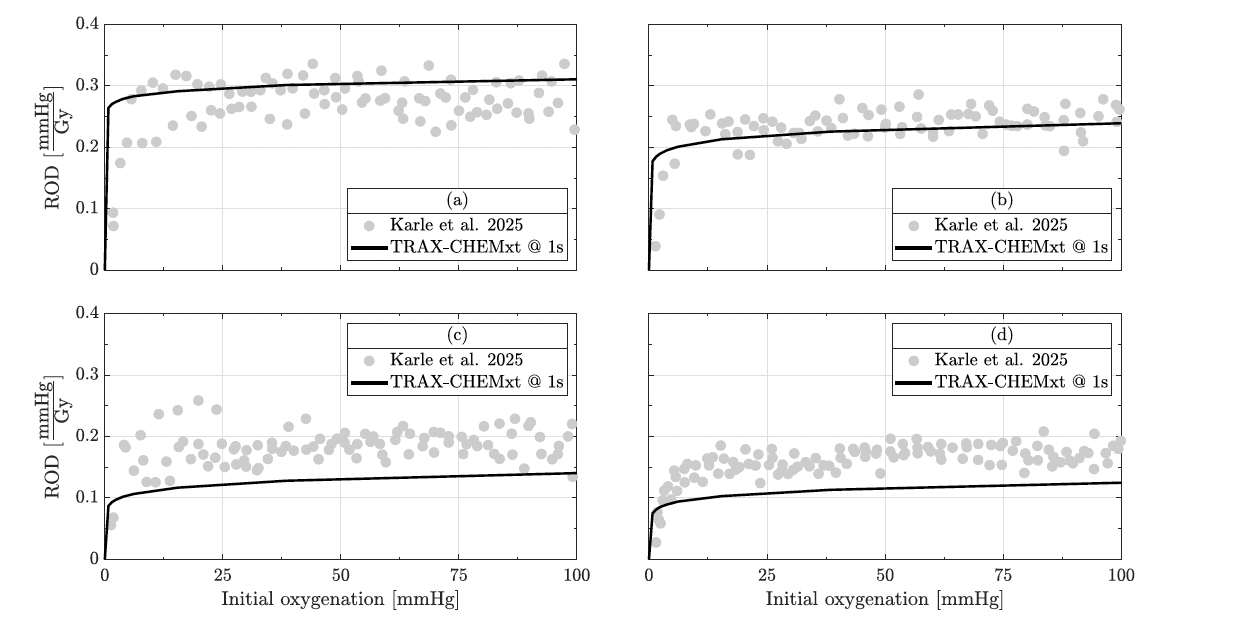 0.4
0.3
0.2
0.1
0
ROD [mmHg/Gy]
(a)
Karle et al. 2025
TRAX-CHEMxt @ 1s
(b)
Karle et al. 2025
TRAX-CHEMxt @ 1s
0.4
0.3
0.2
0.1
0
ROD [mmHg/Gy]
(c)
Karle et al. 2025
TRAX-CHEMxt @ 1s
0 25 50 75 100
Initial oxygenation [mmHg]
(d)
Karle et al. 2025
TRAX-CHEMxt @ 1s
0 25 50 75 100
Initial oxygenation [mmHg]